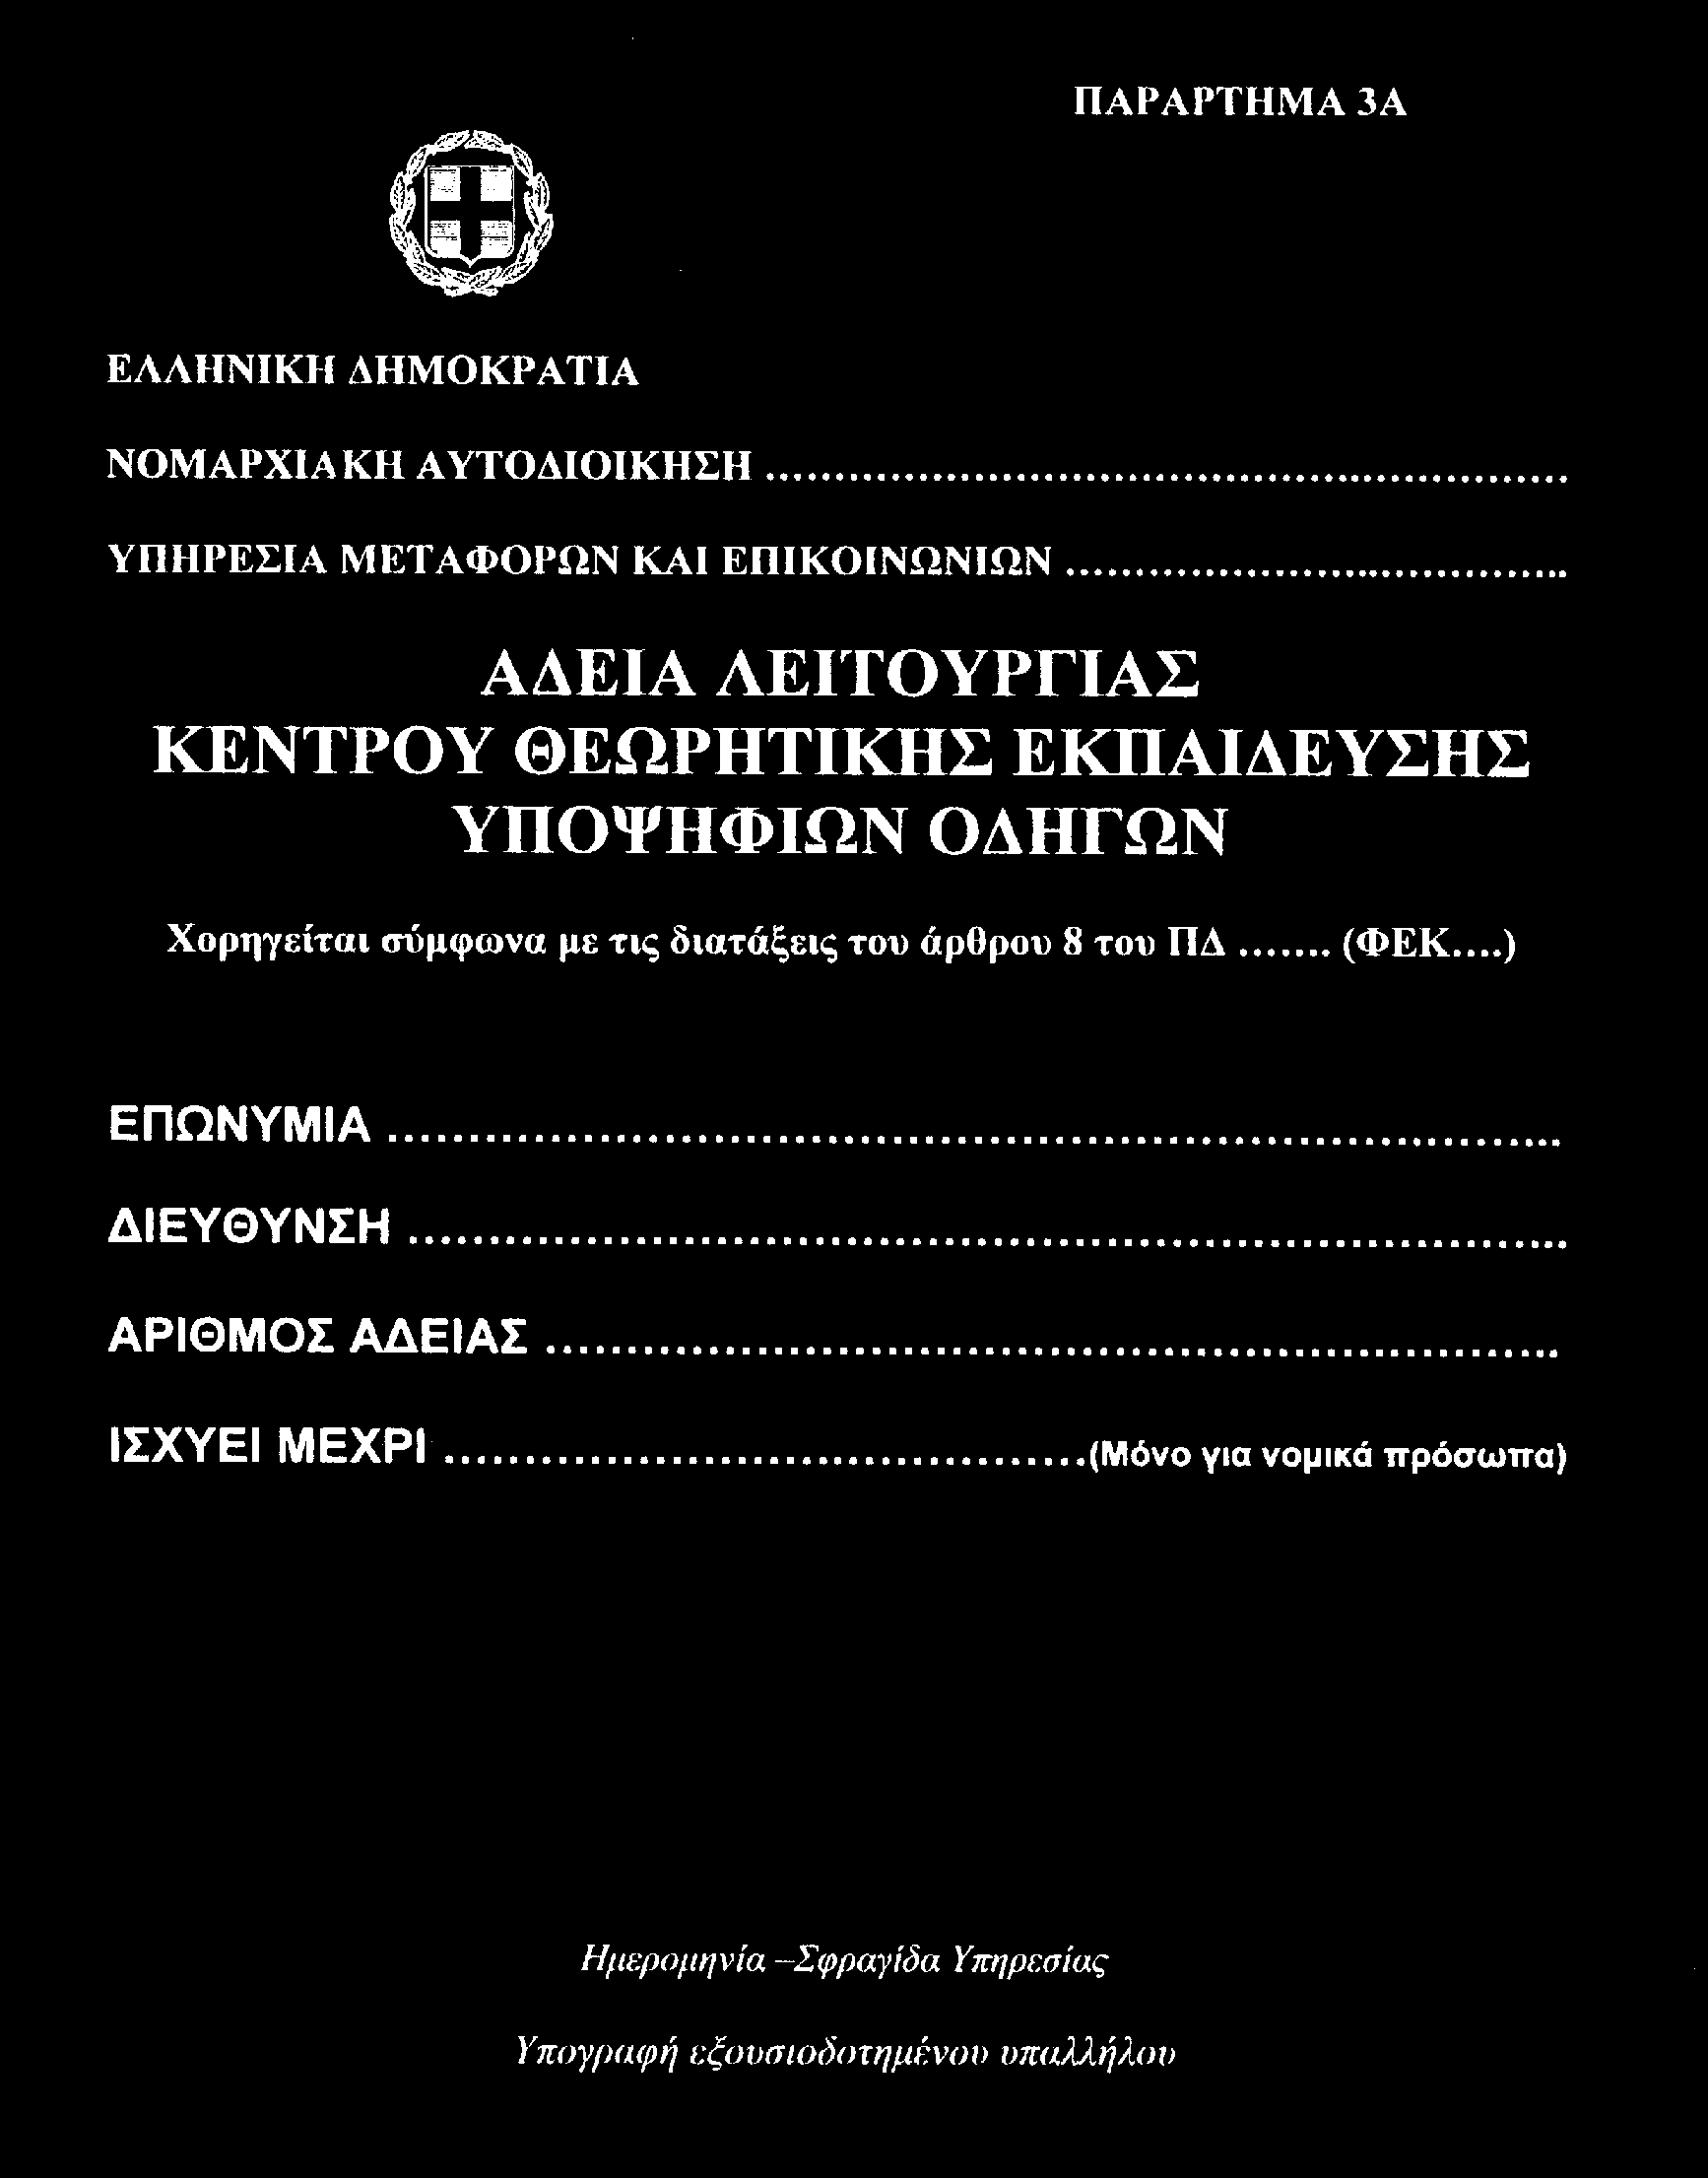 ΠΑΡΑΡΤΗΜΑ 3Α
ΕΛΛΗΝΙΚΗ ΔΗΜΟΚΡΑΤΙΑ
ΝΟΜΑΡΧΙΑΚΗ ΑΥΤΟΔΙΟΙΚΗΣΗ ..........................................................
ΥΠΗΡΕΣΙΑ ΜΕΤΑΦΟΡΩΝ ΚΑΙ ΕΠΙΚΟΙΝΩΝΙΩΝ ....................................
ΑΔΕΙΑ ΛΕΙΤΟΥΡΓΙΑΣ
ΚΕΝΤΡΟΥ ΘΕΩΡΗΤΙΚΗΣ ΕΚΠΑΙΔΕΥΣΗΣ
ΥΠΟΨΗΦΙΩΝ ΟΔΗΓΩΝ
Χορηγείται σύμφωνα με τις διατάξεις του άρθρου 8 του ΠΔ ....... (ΦΕΚ....)
ΕΠΩΝΥΜΙΑ ........................................................................
ΔΙΕΥΘΥΝΣΗ .......................................................................
ΑΡΙΘΜΟΣ ΑΔΕΙΑΣ ..............................................................
ΙΣΧΥΕΙ ΜΕΧΡΙ ........................................(Μόνο για νομικά πρόσωπα)
Ημερομηνία –Σφραγίδα Υπηρεσίας
Υπογραφή εξουσιοδοτημένου υπαλλήλου